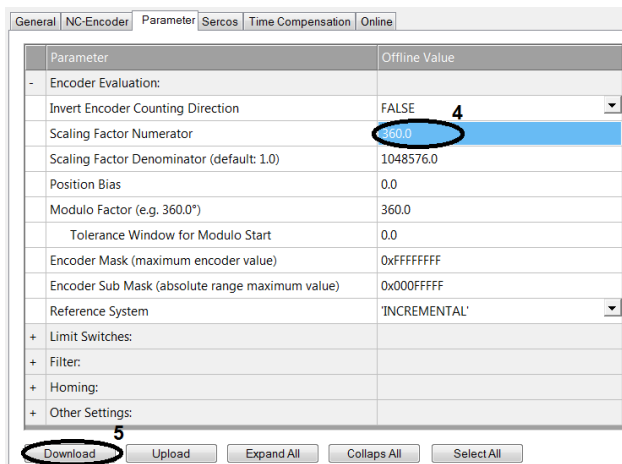 General NC-Encoder Parameter Sercos Time Compensation Online
Parameter Offline Value
- Encoder Evaluation:
Invert Encoder Counting Direction FALSE 4
Scaling Factor Numerator 360.0
Scaling Factor Denominator (default: 1.0) 1048576.0
Position Bias 0.0
Modulo Factor (e.g. 360.0°) 360.0
Tolerance Window for Modulo Start 0.0
Encoder Mask (maximum encoder value) 0xFFFFFFFF
Encoder Sub Mask (absolute range maximum value) 0x000FFFFF
Reference System 'INCREMENTAL'
+ Limit Switches:
+ Filter:
+ Homing:
+ Other Settings:
5
Download Upload Expand All Collaps All Select All